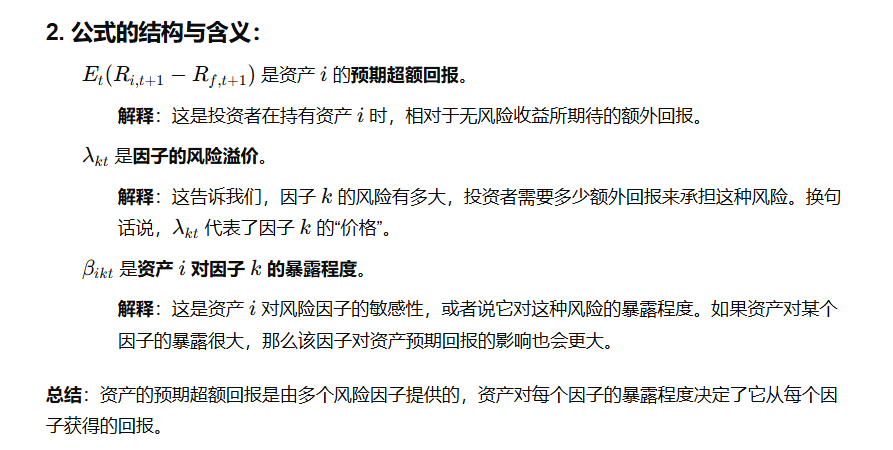 2. 公式的结构与含义：
E_t(R_{i,t+1} − R_{f,t+1}) 是资产 i 的预期超额回报。
解释：这是投资者在持有资产 i 时，相对于无风险收益所期待的额外回报。
λ_{kt} 是因子的风险溢价。
解释：这告诉我们，因子 k 的风险有多大，投资者需要多少额外回报来承担这种风险。换句
话说，λ_{kt} 代表了因子 k 的“价格”。
β_{ikt} 是资产 i 对因子 k 的暴露程度。
解释：这是资产 i 对风险因子的敏感性，或者说它对这种风险的暴露程度。如果资产对某个
因子的暴露很大，那么该因子对资产预期回报的影响也会更大。
总结：资产的预期超额回报是由多个风险因子提供的，资产对每个因子的暴露程度决定了它从每个因
子获得的回报。